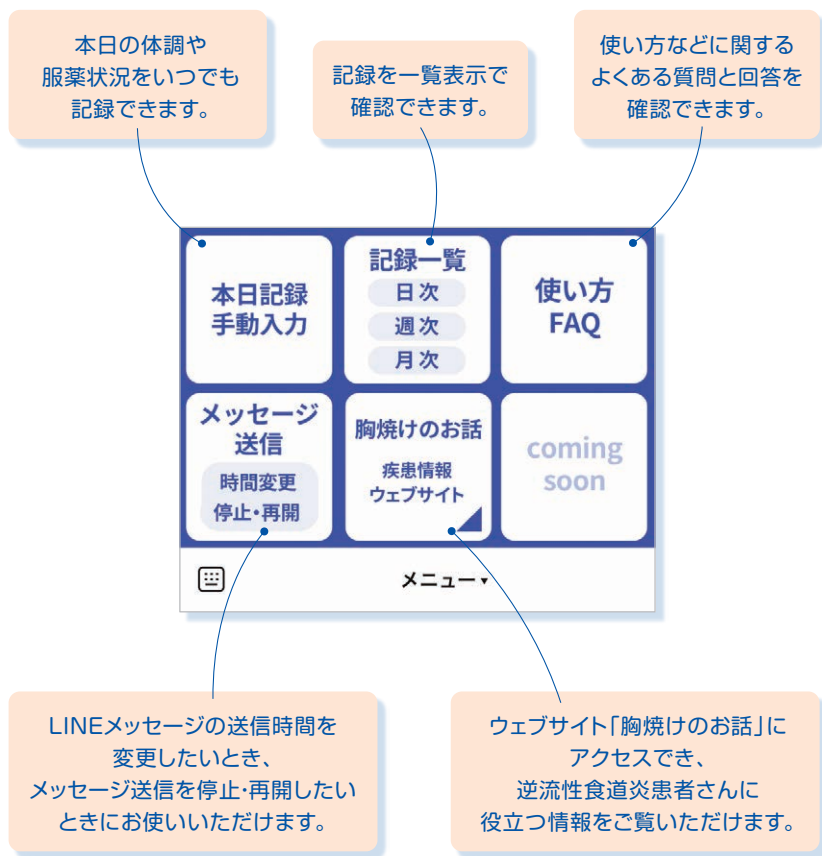 本日の体調や
服薬状況をいつでも
記録できます。
記録を一覧表示で
確認できます。
使い方などに関する
よくある質問と回答を
確認できます。
本日記録
手動入力
記録一覧
日次
週次
月次
使い方
FAQ
メッセージ
送信
時間変更
停止・再開
胸焼けのお話
疾患情報
ウェブサイト
coming
soon
メニュー▼
LINEメッセージの送信時間を
変更したいとき、
メッセージ送信を停止・再開したい
ときにお使いいただけます。
ウェブサイト「胸焼けのお話」に
アクセスでき、
逆流性食道炎患者さんに
役立つ情報をご覧いただけます。